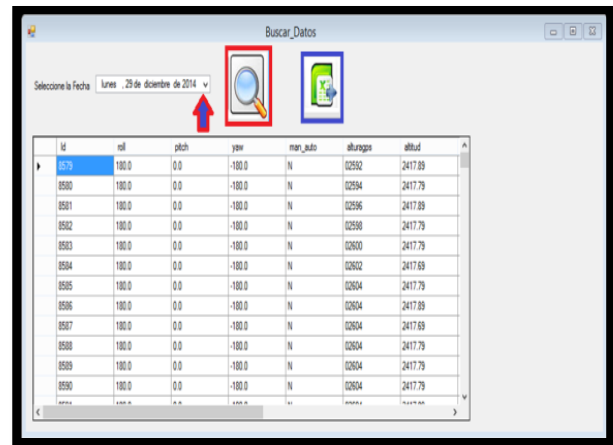 Buscar_Datos
Seleccione la Fecha lunes , 29 de diciembre de 2014
Id roll pitch yaw man_auto alturagps altitud
8579 180.0 0.0 -180.0 N 02592 2417.89
8580 180.0 0.0 -180.0 N 02594 2417.79
8581 180.0 0.0 -180.0 N 02596 2417.89
8582 180.0 0.0 -180.0 N 02598 2417.79
8583 180.0 0.0 -180.0 N 02600 2417.79
8584 180.0 0.0 -180.0 N 02602 2417.69
8585 180.0 0.0 -180.0 N 02604 2417.79
8586 180.0 0.0 -180.0 N 02604 2417.89
8587 180.0 0.0 -180.0 N 02604 2417.69
8588 180.0 0.0 -180.0 N 02604 2417.79
8589 180.0 0.0 -180.0 N 02604 2417.79
8590 180.0 0.0 -180.0 N 02604 2417.79